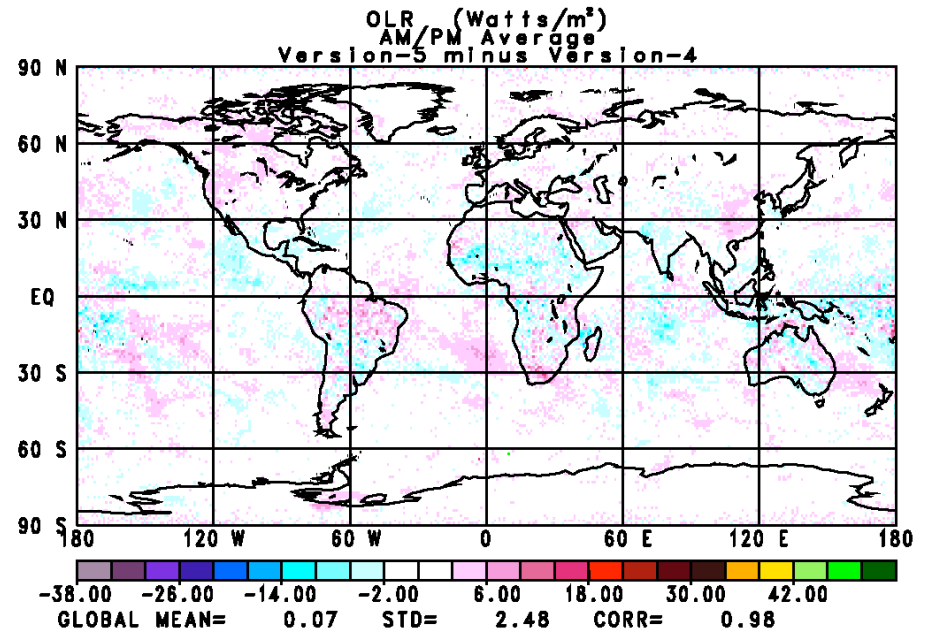 OLR (Watts/m²)
AM/PM Average
Version-5 minus Version-4
90 N
60 N
30 N
EQ
30 S
60 S
90 S
180 120 W 60 W 0 60 E 120 E 180
-38.00 -26.00 -14.00 -2.00 6.00 18.00 30.00 42.00
GLOBAL MEAN= 0.07 STD= 2.48 CORR= 0.98